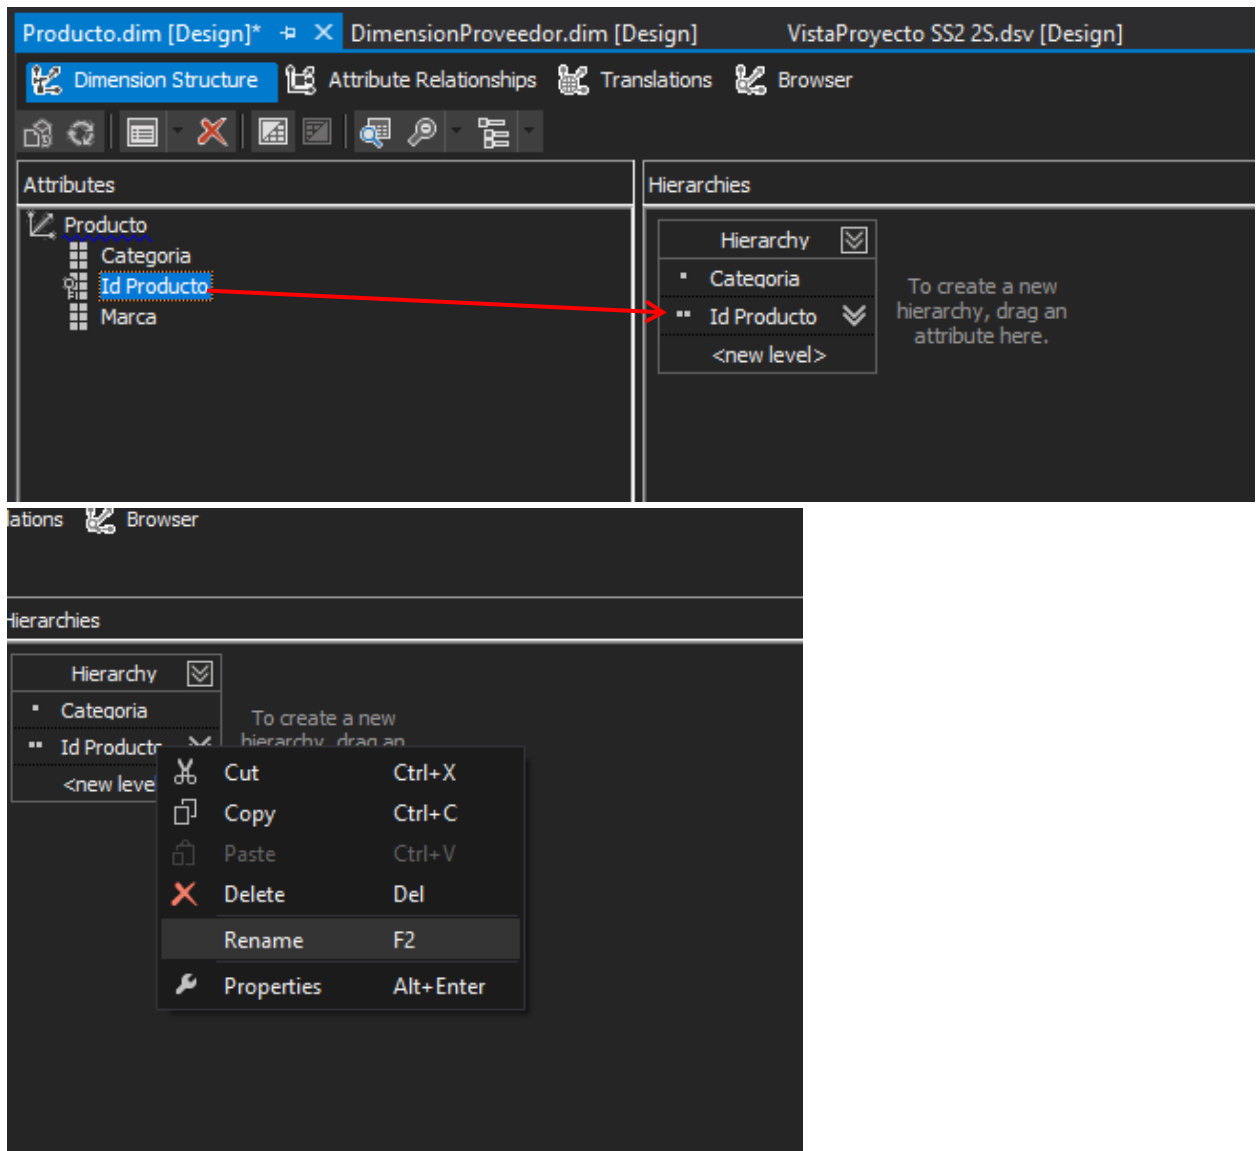 Producto.dim [Design]* DimensionProveedor.dim [Design] VistaProyecto SS2 2S.dsv [Design]
Dimension Structure Attribute Relationships Translations Browser
Attributes
Producto
Categoria
Id Producto
Marca
Hierarchies
Hierarchy
Categoria
Id Producto
<new level>
To create a new
hierarchy, drag an
attribute here.
lations Browser
Hierarchies
Hierarchy
Categoria
Id Producto
<new leve
To create a new
hierarchy, drag an
Cut Ctrl+X
Copy Ctrl+C
Paste Ctrl+V
Delete Del
Rename F2
Properties Alt+Enter